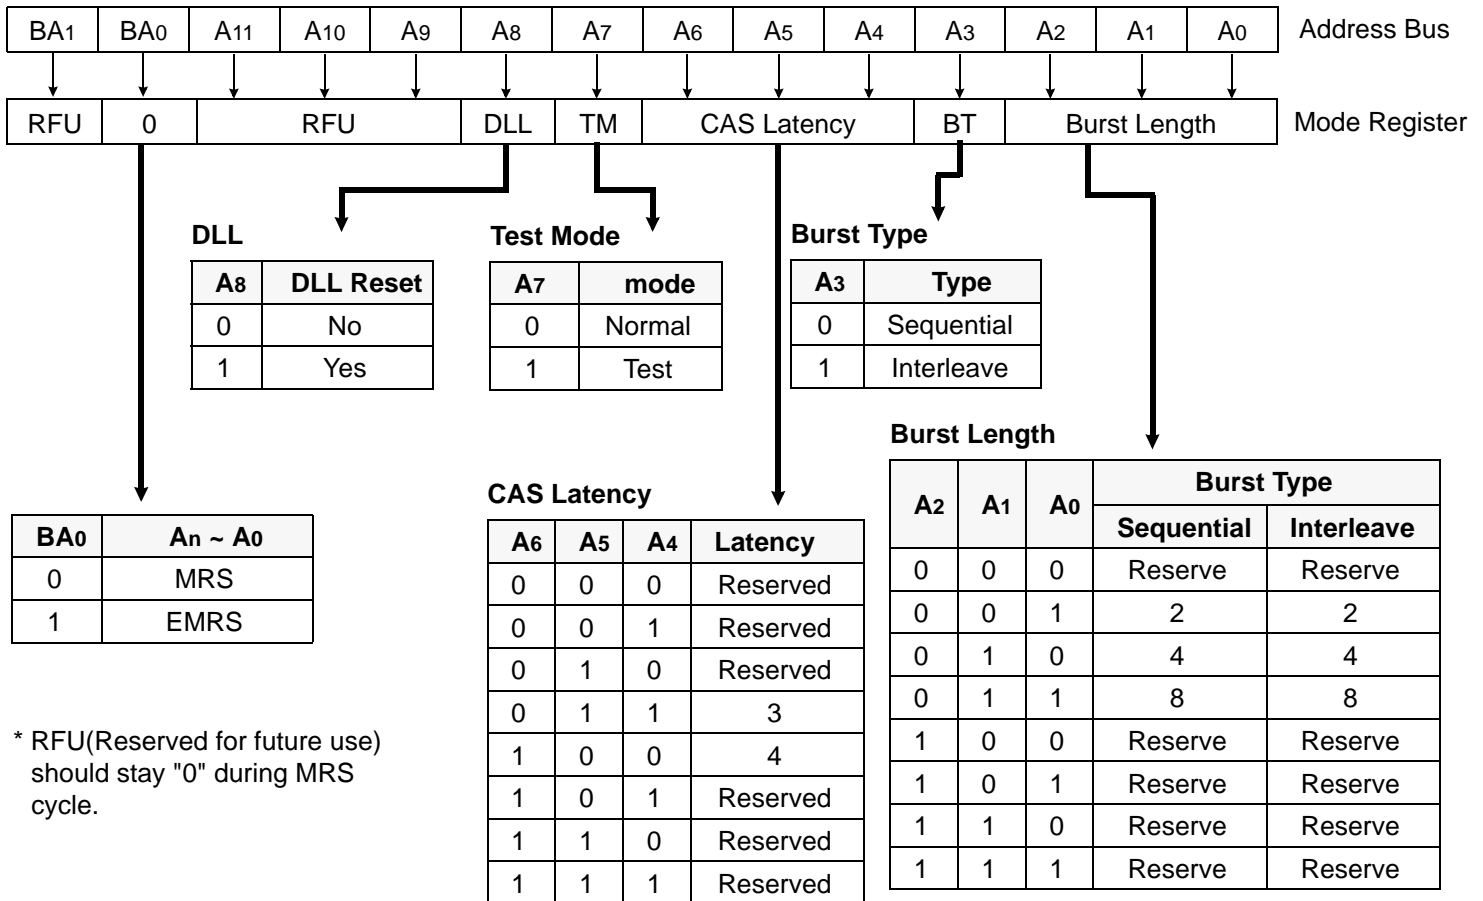 BA1 BA0 A11 A10 A9 A8 A7 A6 A5 A4 A3 A2 A1 A0 Address Bus
RFU 0 RFU DLL TM CAS Latency BT Burst Length Mode Register
DLL
A8 DLL Reset
0 No
1 Yes
Test Mode
A7 mode
0 Normal
1 Test
Burst Type
A3 Type
0 Sequential
1 Interleave
BA0 An ~ A0
0 MRS
1 EMRS
* RFU(Reserved for future use)
should stay "0" during MRS
cycle.
CAS Latency
A6 A5 A4 Latency
0 0 0 Reserved
0 0 1 Reserved
0 1 0 Reserved
0 1 1 3
1 0 0 4
1 0 1 Reserved
1 1 0 Reserved
1 1 1 Reserved
Burst Length
A2 A1 A0 Burst Type
Sequential Interleave
0 0 0 Reserve Reserve
0 0 1 2 2
0 1 0 4 4
0 1 1 8 8
1 0 0 Reserve Reserve
1 0 1 Reserve Reserve
1 1 0 Reserve Reserve
1 1 1 Reserve Reserve